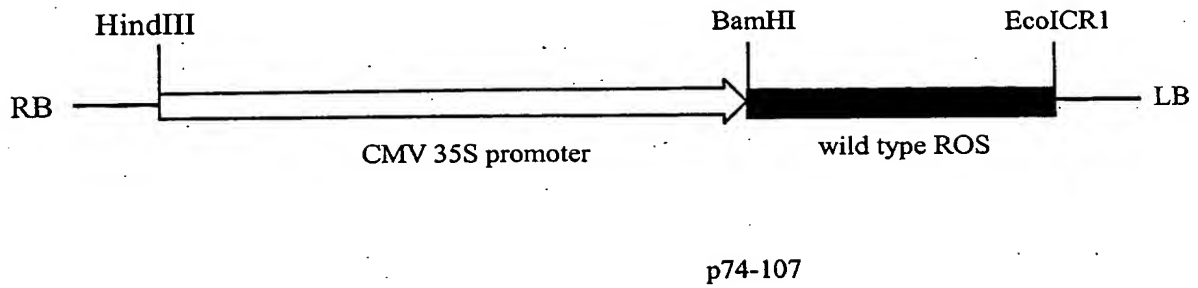 HindIII
BamHI
EcoICR1
RB
LB
CMV 35S promoter
wild type ROS
p74-107